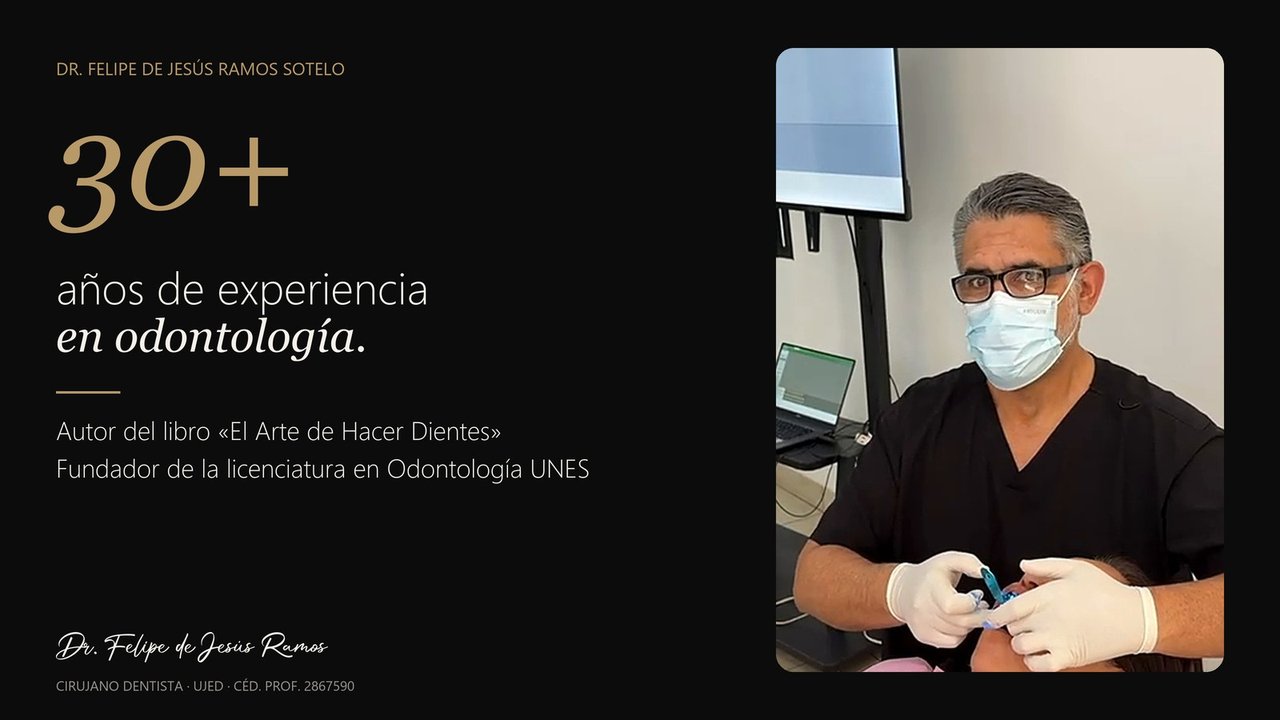 DR. FELIPE DE JESÚS RAMOS SOTELO
30+
años de experiencia
en odontología.
Autor del libro «El Arte de Hacer Dientes»
Fundador de la licenciatura en Odontología UNES
Dr. Felipe de Jesús Ramos
CIRUJANO DENTISTA · UJED · CÉD. PROF. 2867590